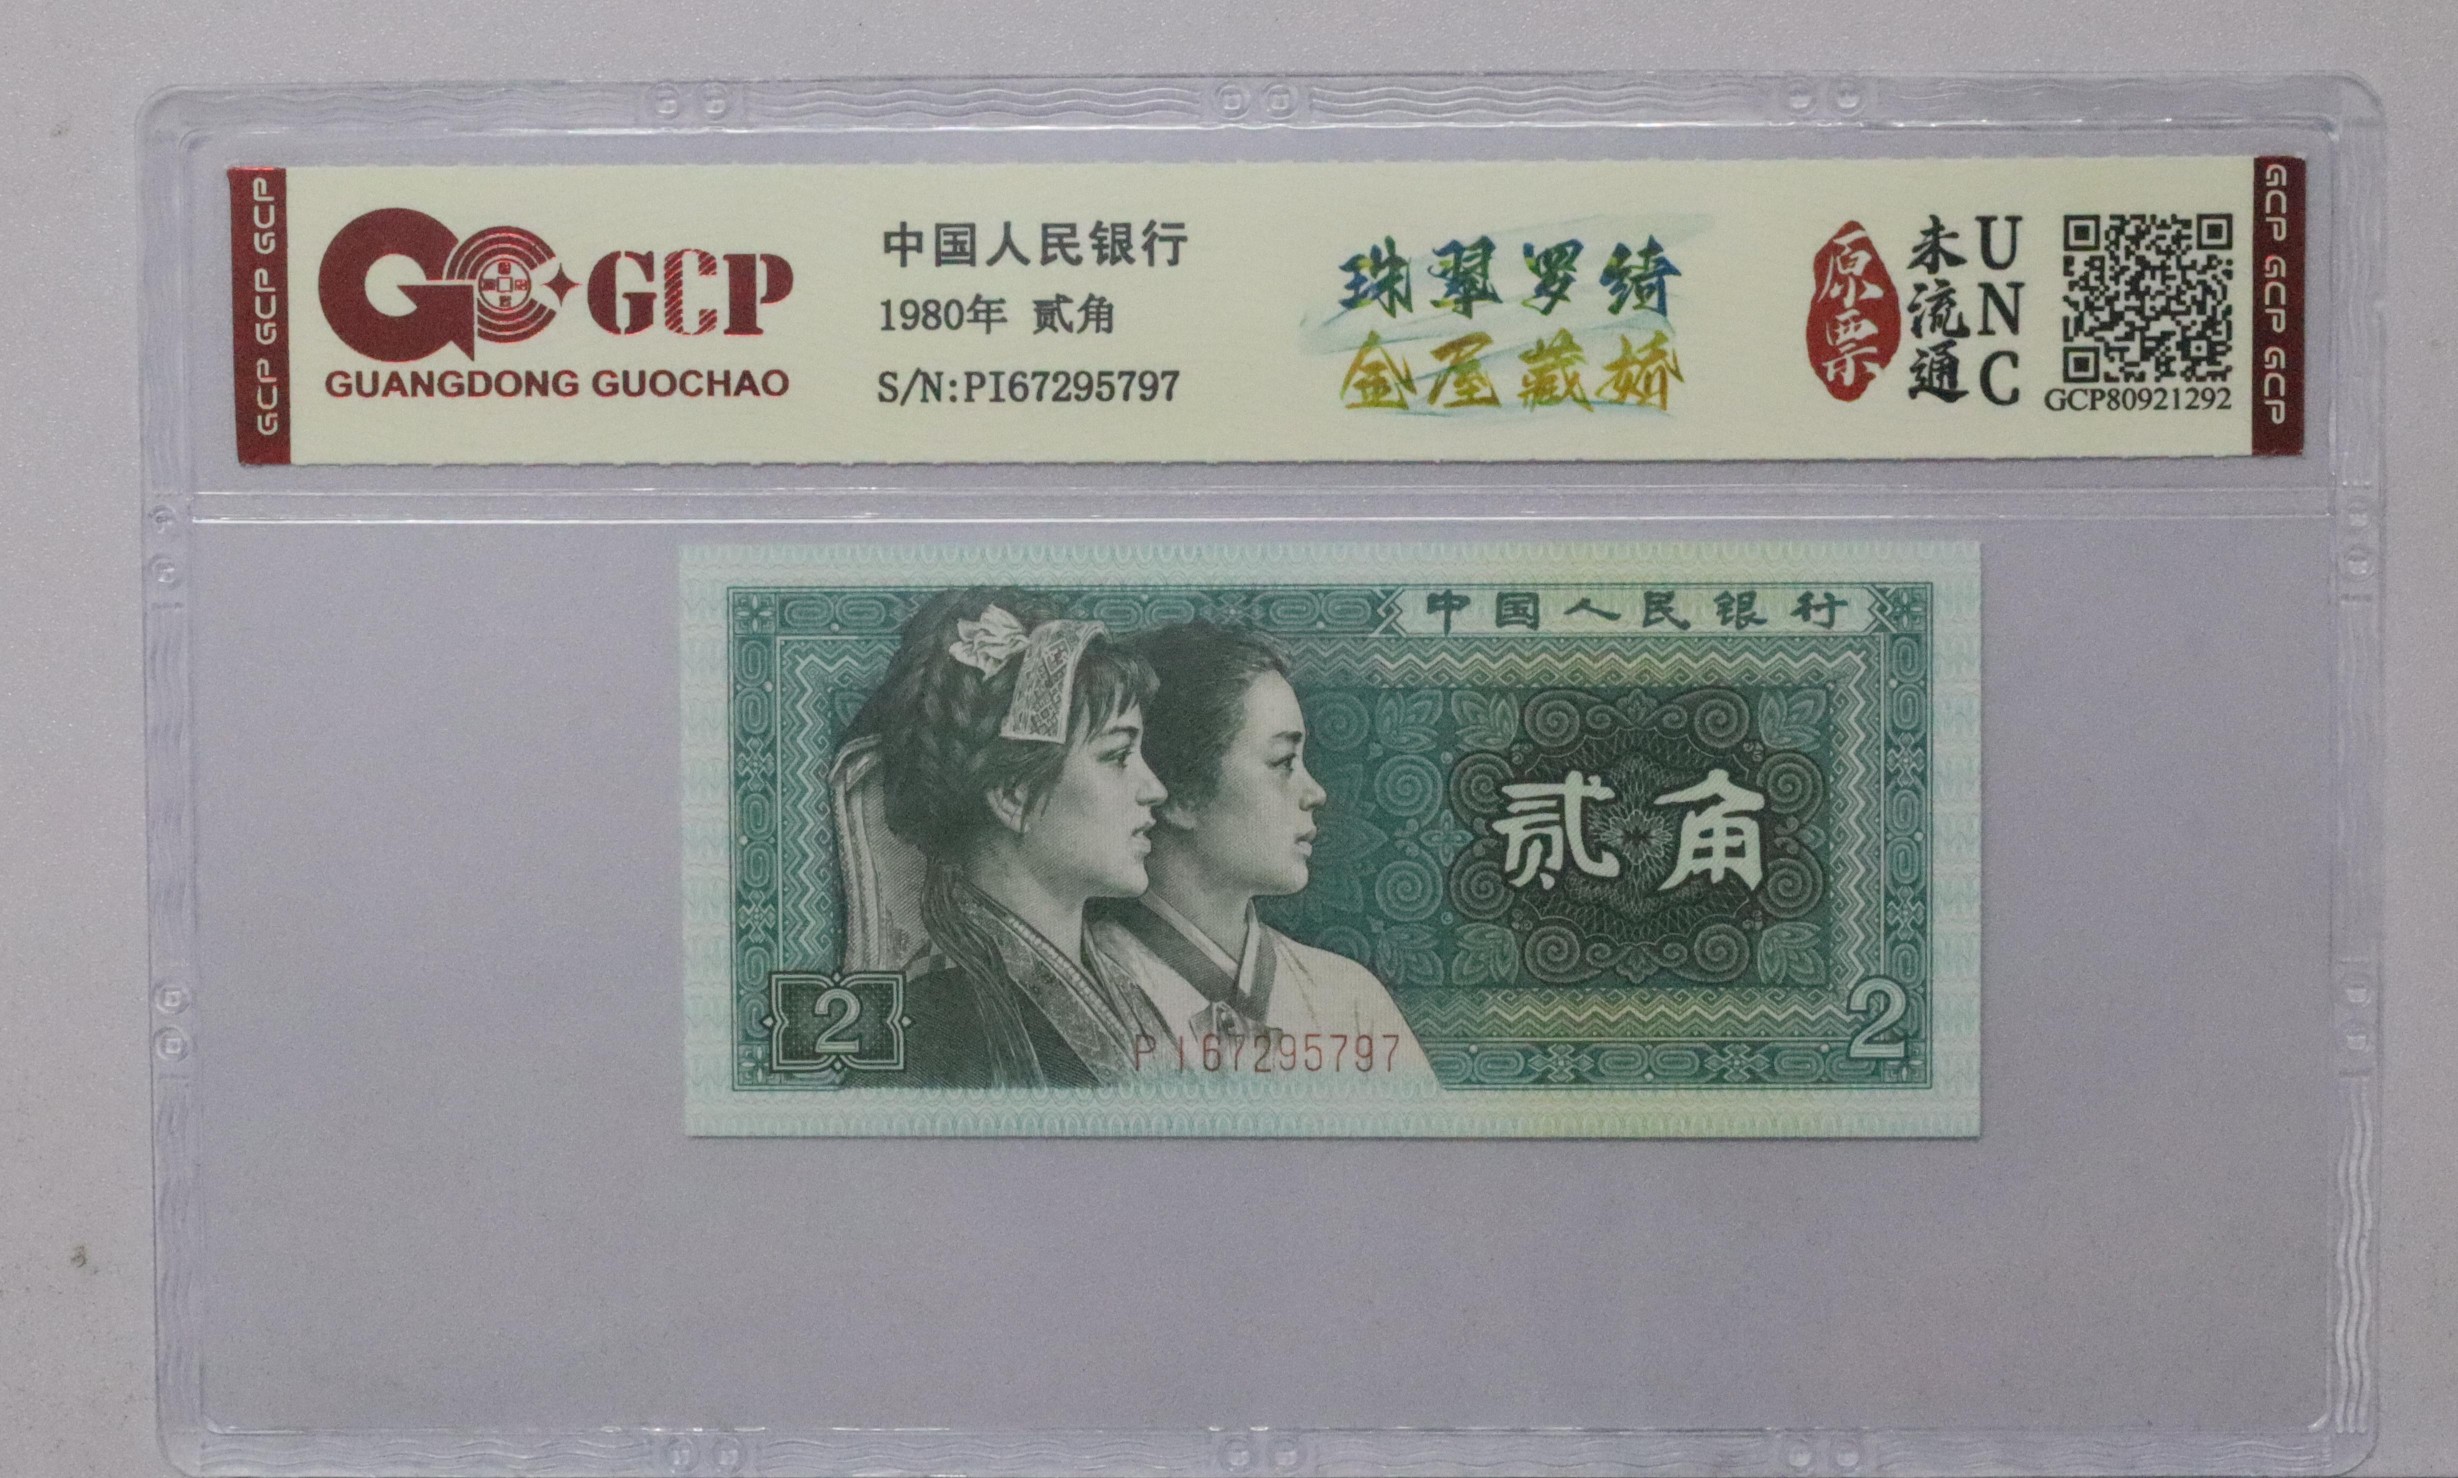 GCP GCP GCP
GCP
GUANGDONG GUOCHAO
中国人民银行
1980年 贰角
S/N:PI67295797
珠翠罗绮
金屋藏娇
原票
未流通
UNC
GCP80921292
GCP GCP GCP
中国人民银行
贰角
2
2
PI67295797